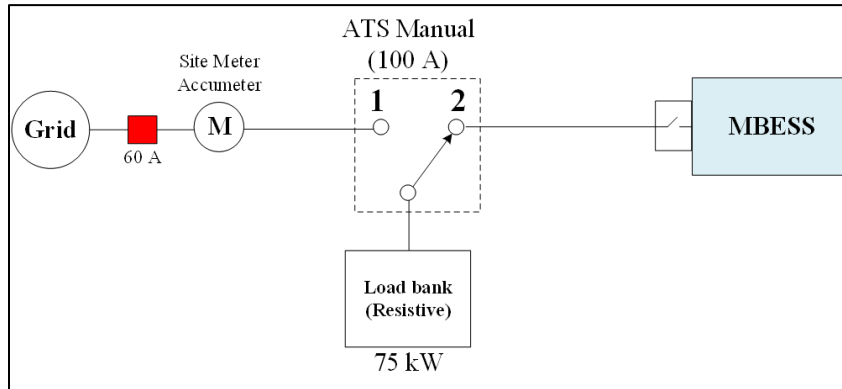 ATS Manual
(100 A)
Site Meter
Accumeter
1
2
Grid
M
MBESS
60 A
Load bank
(Resistive)
75 kW